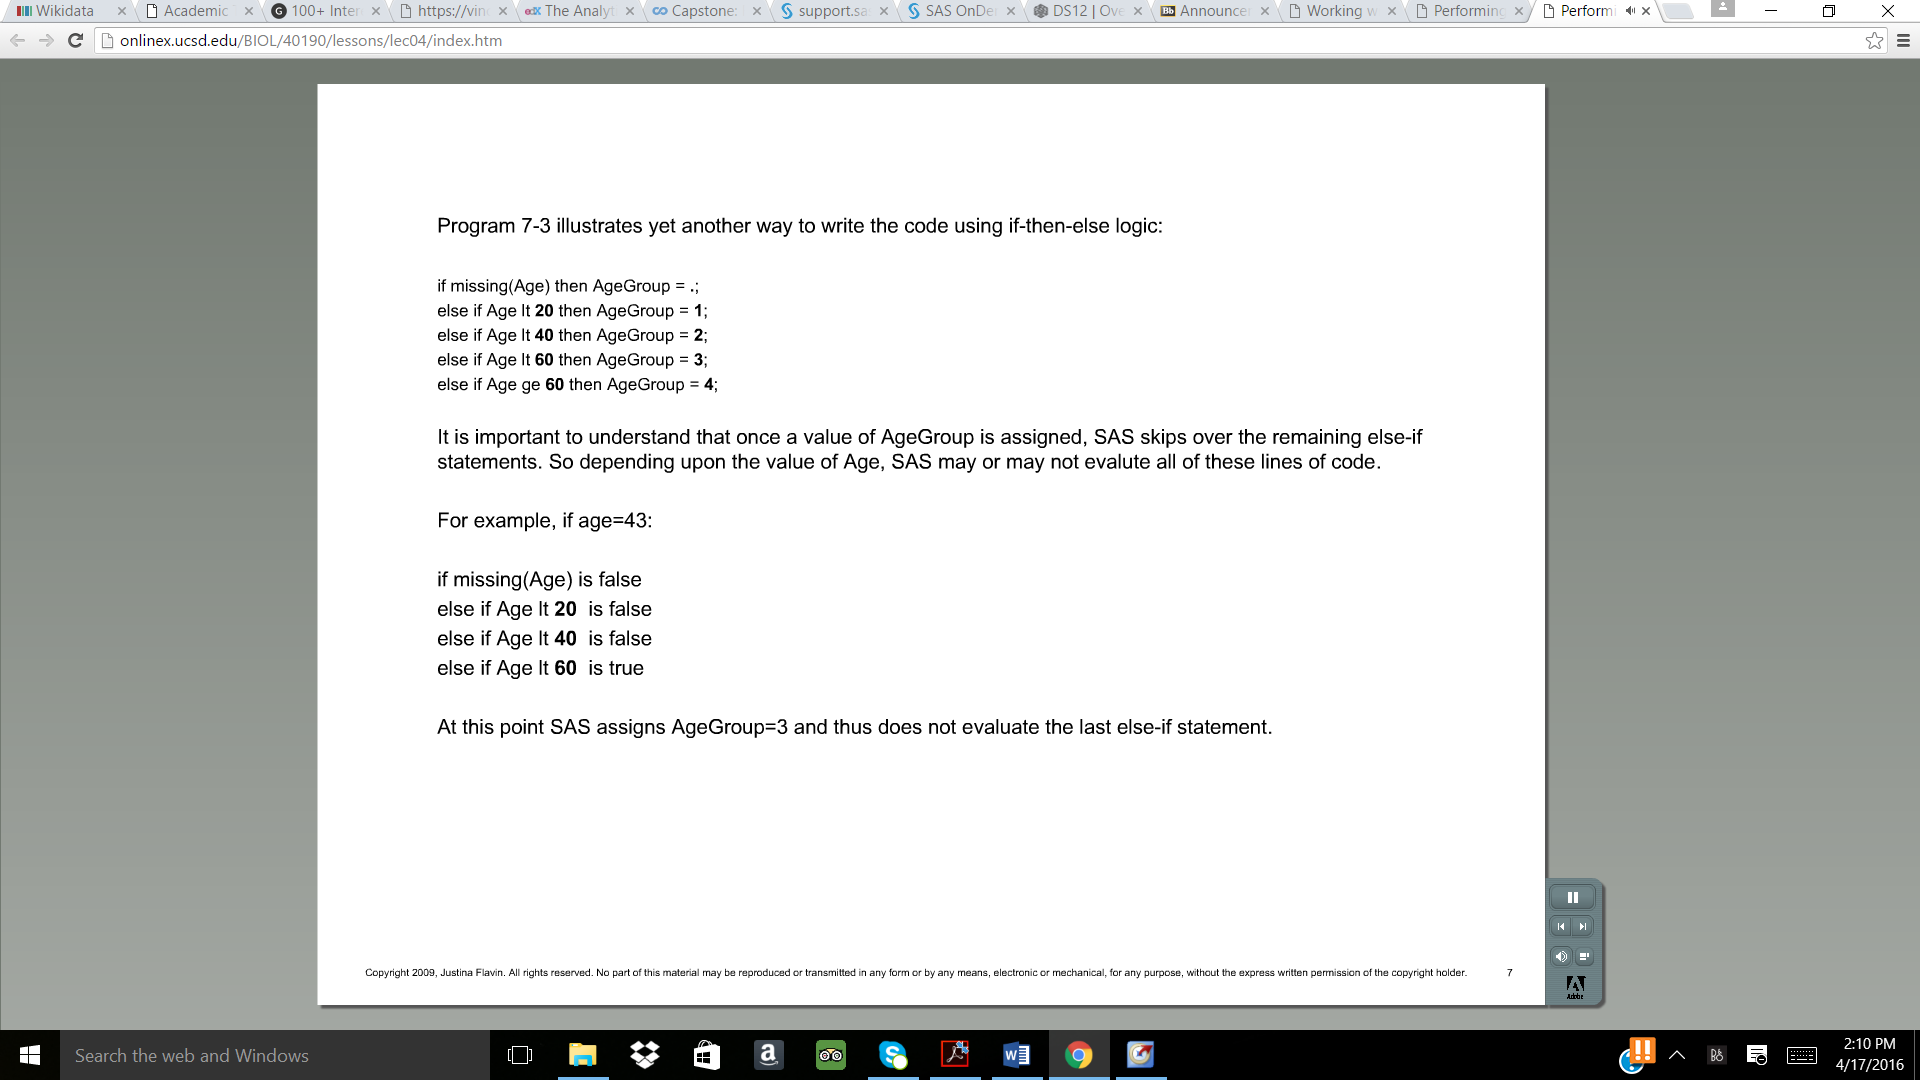 Wikidata
Academic
100+ Inter
https://vin
The Analyt
Capstone:
support.sa
SAS OnDe
DS12 | Ove
Announce
Working w
Performing
Performi
onlinex.ucsd.edu/BIOL/40190/lessons/lec04/index.htm
Program 7-3 illustrates yet another way to write the code using if-then-else logic:
if missing(Age) then AgeGroup = .;
else if Age lt 20 then AgeGroup = 1;
else if Age lt 40 then AgeGroup = 2;
else if Age lt 60 then AgeGroup = 3;
else if Age ge 60 then AgeGroup = 4;
It is important to understand that once a value of AgeGroup is assigned, SAS skips over the remaining else-if
statements. So depending upon the value of Age, SAS may or may not evalute all of these lines of code.
For example, if age=43:
if missing(Age) is false
else if Age lt 20 is false
else if Age lt 40 is false
else if Age lt 60 is true
At this point SAS assigns AgeGroup=3 and thus does not evaluate the last else-if statement.
Copyright 2009, Justina Flavin. All rights reserved. No part of this material may be reproduced or transmitted in any form or by any means, electronic or mechanical, for any purpose, without the express written permission of the copyright holder. 7
Adobe
Search the web and Windows
2:10 PM
4/17/2016